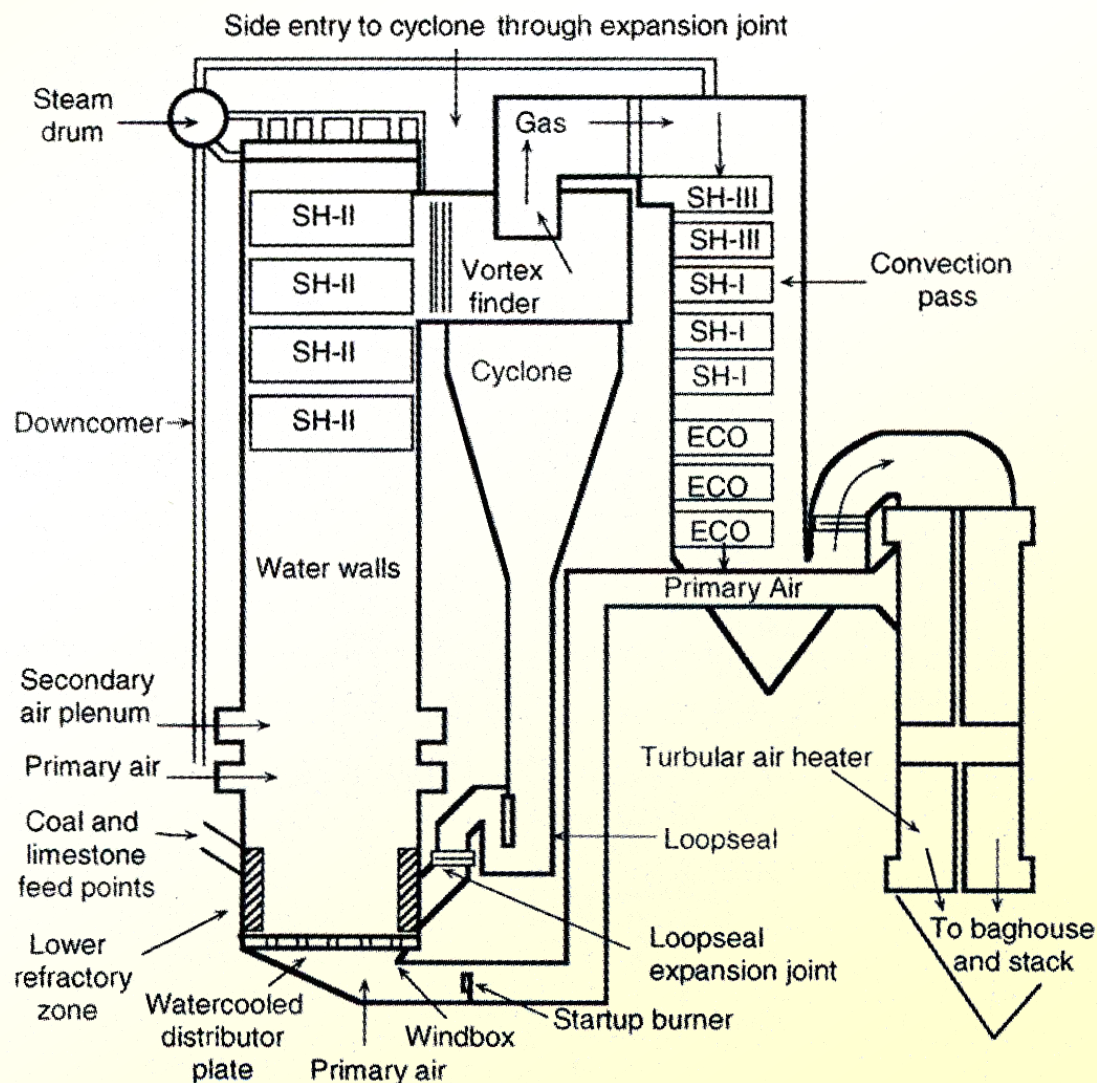 Side entry to cyclone through expansion joint
Steam
drum
Gas
SH-III
SH-III
SH-I
SH-I
SH-I
ECO
ECO
ECO
SH-II
SH-II
SH-II
SH-II
Vortex
finder
Convection
pass
Cyclone
Downcomer
Water walls
Primary Air
Secondary
air plenum
Primary air
Turbular air heater
Coal and
limestone
feed points
Loopseal
Lower
refractory
zone
Loopseal
expansion joint
To baghouse
and stack
Watercooled
distributor
plate
Windbox
Startup burner
Primary air